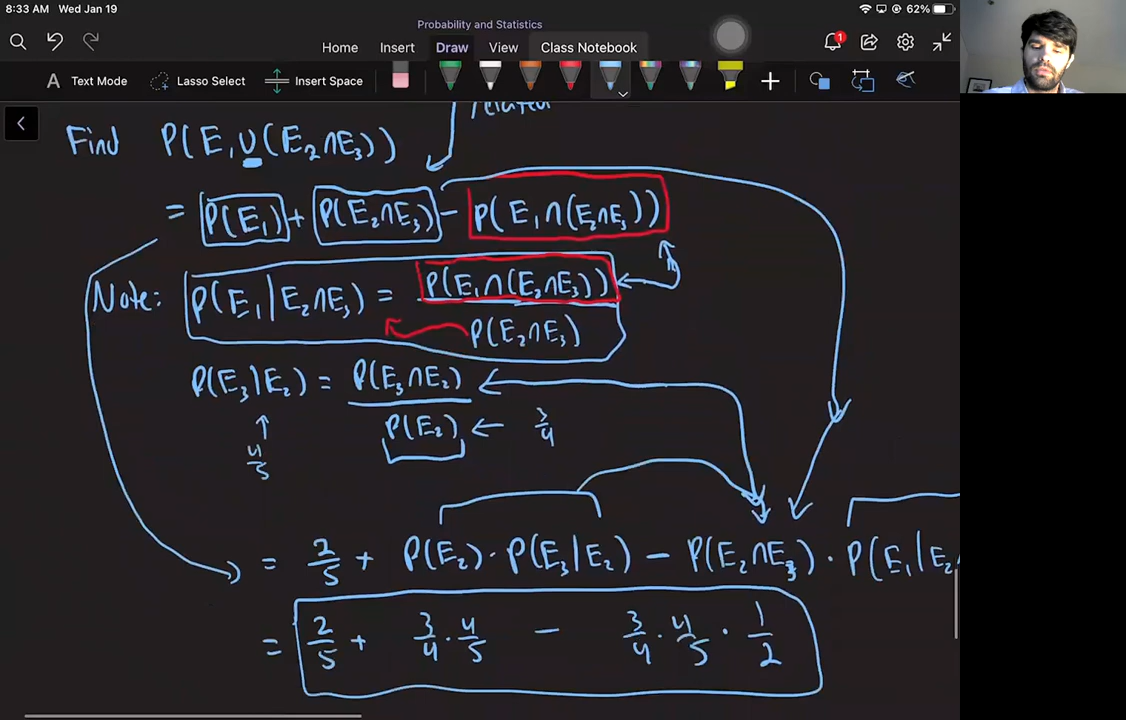 8:33 AM Wed Jan 19
62%
Probability and Statistics
Home Insert Draw View Class Notebook
1
A Text Mode Lasso Select Insert Space
related
Find P(E₁∪(E₂∩E₃))
= P(E₁) + P(E₂∩E₃) - P(E₁∩(E₂∩E₃))
Note: P(E₁|E₂∩E₃) = P(E₁∩(E₂∩E₃)) / P(E₂∩E₃)
P(E₃|E₂) = P(E₃∩E₂) / P(E₂) ← 3/4
↑
4/5
= 2/5 + P(E₂) · P(E₃|E₂) - P(E₂∩E₃) · P(E₁|E₂
= 2/5 + 3/4 · 4/5 - 3/4 · 4/5 · 1/2